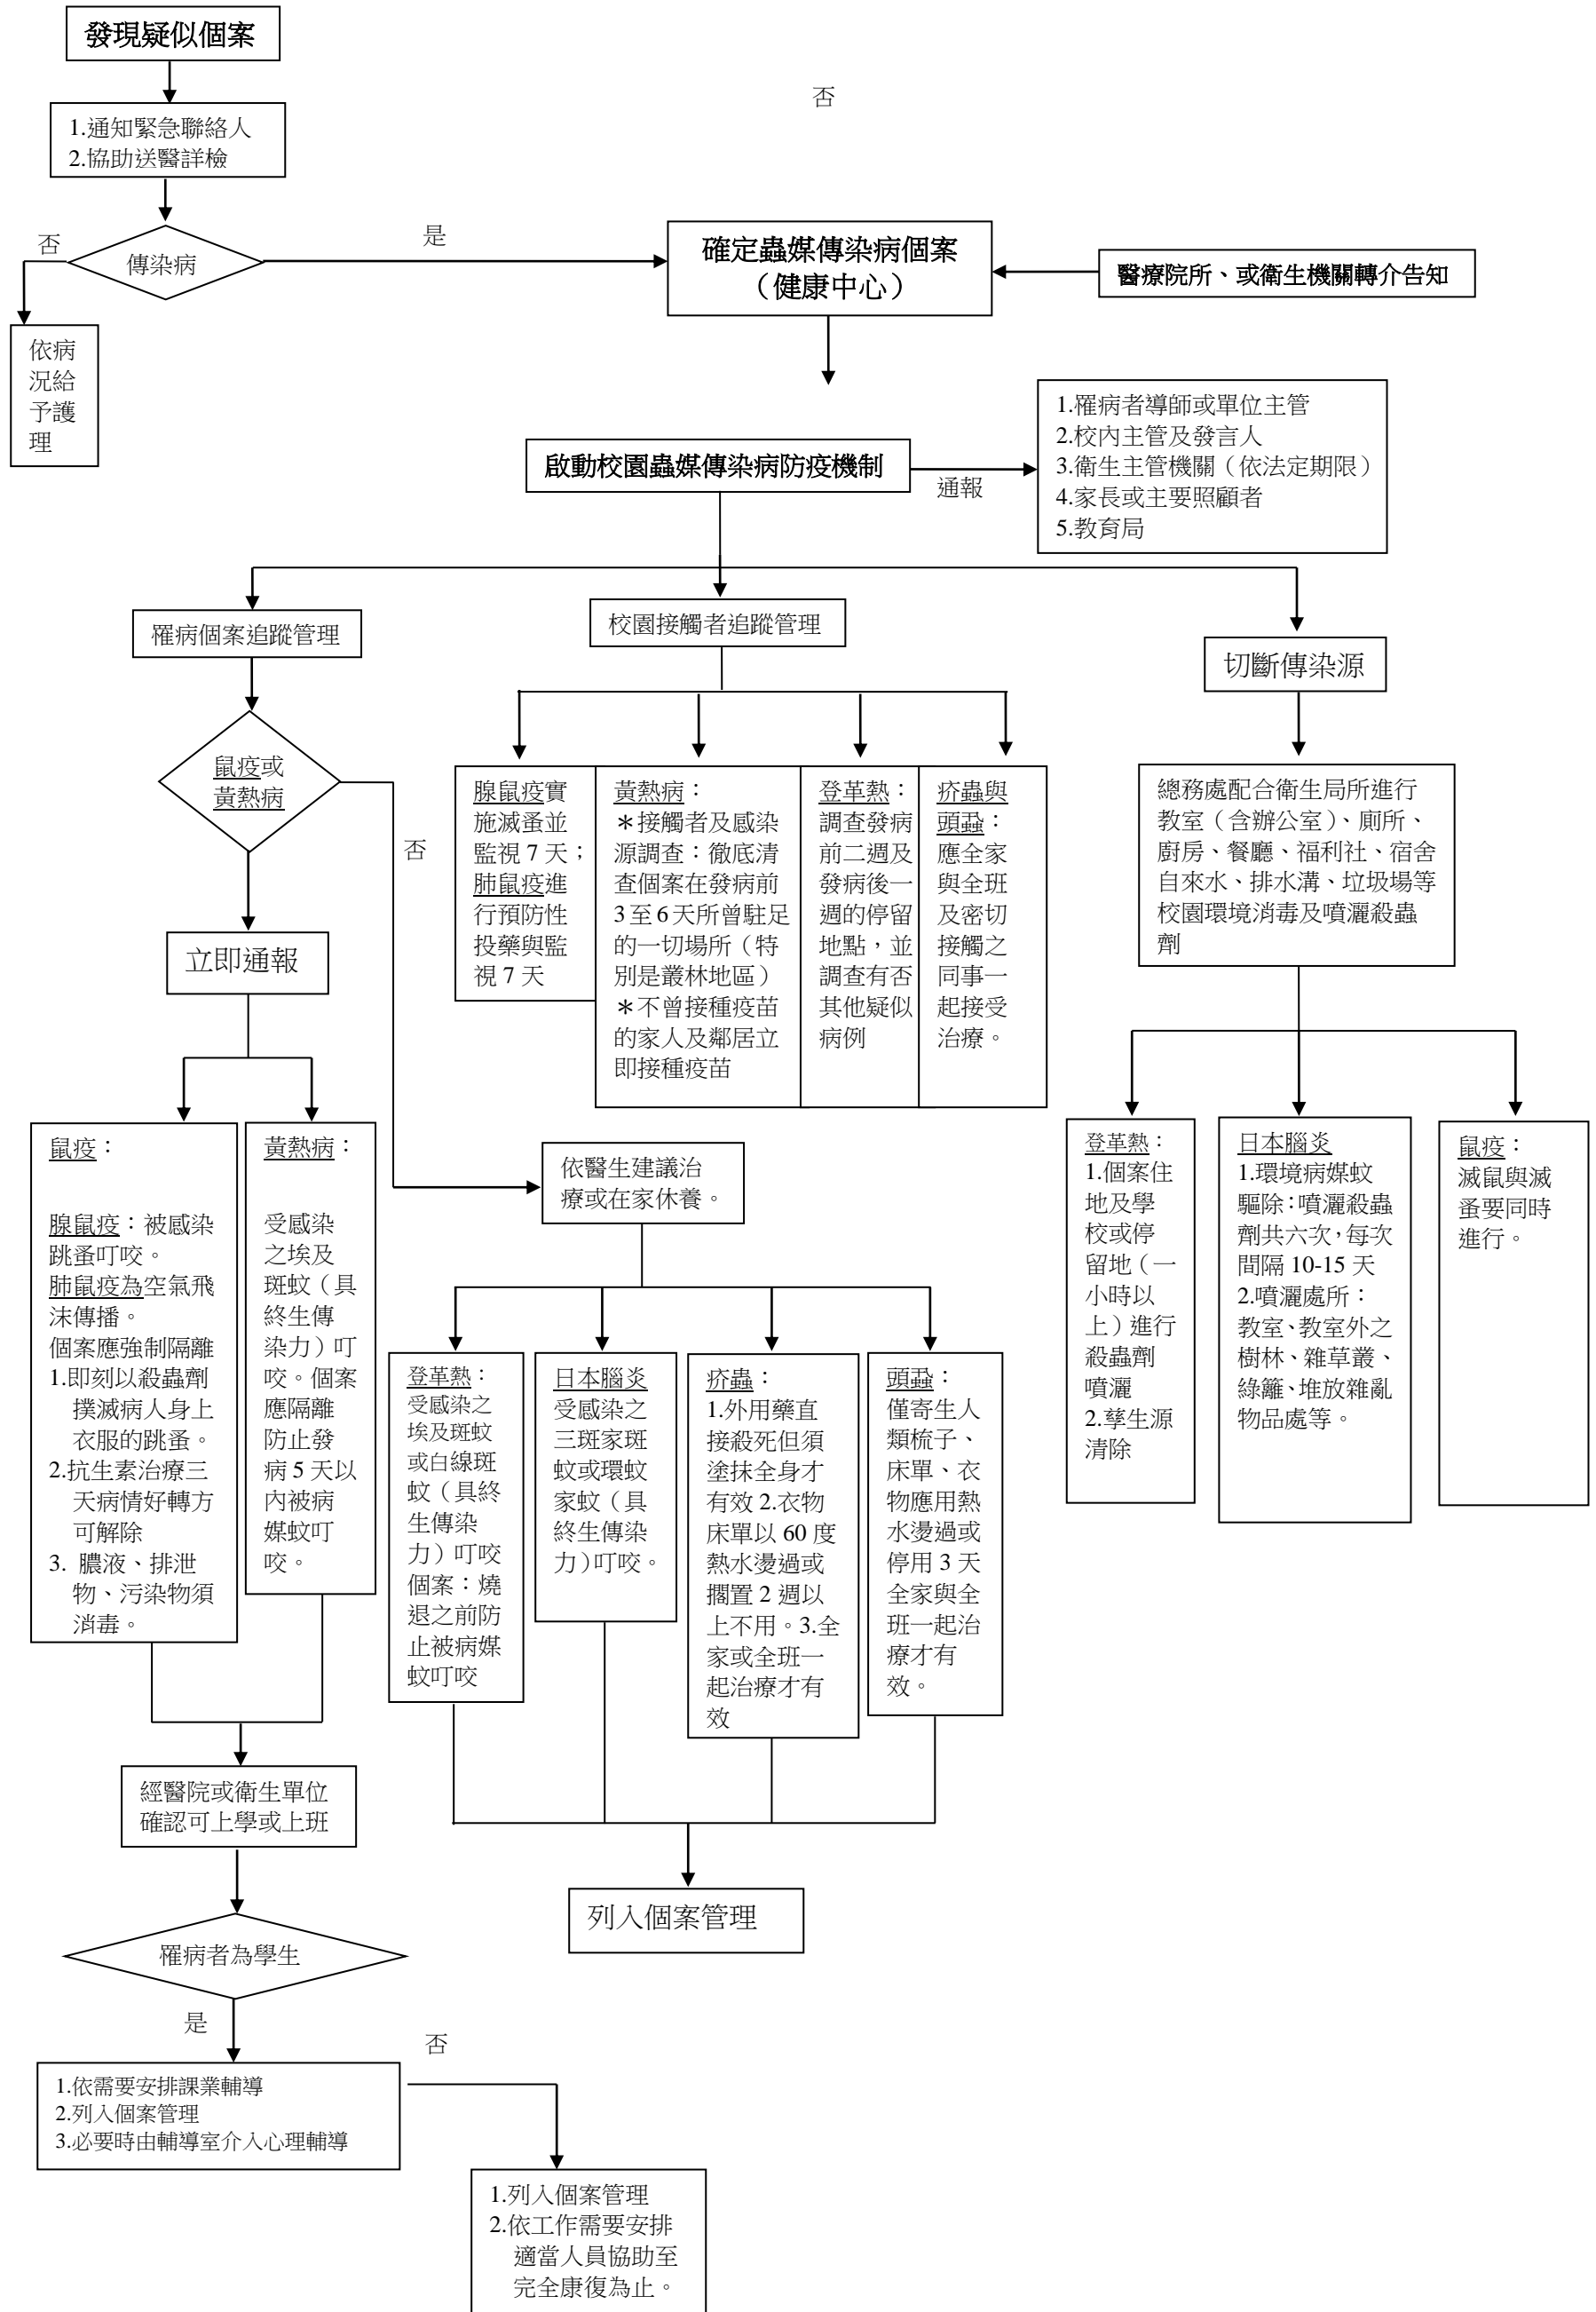 發現疑似個案
否
1.通知緊急聯絡人
2.協助送醫詳檢
否
傳染病
是
確定蟲媒傳染病個案
(健康中心)
醫療院所、或衛生機關轉介告知
依病
況給
予護
理
啟動校園蟲媒傳染病防疫機制
通報
1.罹病者導師或單位主管
2.校內主管及發言人
3.衛生主管機關(依法定期限)
4.家長或主要照顧者
5.教育局
罹病個案追蹤管理
校園接觸者追蹤管理
切斷傳染源
鼠疫或
黃熱病
否
腺鼠疫實
施滅蚤並
監視 7 天；
肺鼠疫進
行預防性
投藥與監
視 7 天
黃熱病：
＊接觸者及感染
源調查：徹底清
查個案在發病前
3 至 6 天所曾駐足
的一切場所（特
別是叢林地區）
＊不曾接種疫苗
的家人及鄰居立
即接種疫苗
登革熱：
調查發病
前二週及
發病後一
週的停留
地點，並
調查有否
其他疑似
病例
疥蟲與
頭蝨：
應全家
與全班
及密切
接觸之
同事一
起接受
治療。
總務處配合衛生局所進行
教室（含辦公室）、廁所、
廚房、餐廳、福利社、宿舍
自來水、排水溝、垃圾場等
校園環境消毒及噴灑殺蟲
劑
立即通報
鼠疫：
腺鼠疫：被感染
跳蚤叮咬。
肺鼠疫為空氣飛
沫傳播。
個案應強制隔離
1.即刻以殺蟲劑
撲滅病人身上
衣服的跳蚤。
2.抗生素治療三
天病情好轉方
可解除
3. 膿液、排泄
物、污染物須
消毒。
黃熱病：
受感染
之埃及
斑蚊（具
終生傳
染力）叮
咬。個案
應隔離
防止發
病 5 天以
內被病
媒蚊叮
咬。
依醫生建議治
療或在家休養。
登革熱：
受感染之
埃及斑蚊
或白線斑
蚊（具終
生傳染
力）叮咬
個案：燒
退之前防
止被病媒
蚊叮咬
日本腦炎
受感染之
三斑家斑
蚊或環蚊
家蚊（具
終生傳染
力）叮咬。
疥蟲：
1.外用藥直
接殺死但須
塗抹全身才
有效 2.衣物
床單以 60 度
熱水燙過或
擱置 2 週以
上不用。3.全
家或全班一
起治療才有
效
頭蝨：
僅寄生人
類梳子、
床單、衣
物應用熱
水燙過或
停用 3 天
全家與全
班一起治
療才有
效。
登革熱：
1.個案住
地及學
校或停
留地（一
小時以
上）進行
殺蟲劑
噴灑
2.孳生源
清除
日本腦炎
1.環境病媒蚊
驅除：噴灑殺蟲
劑共六次，每次
間隔 10-15 天
2.噴灑處所：
教室、教室外之
樹林、雜草叢、
綠籬、堆放雜亂
物品處等。
鼠疫：
滅鼠與滅
蚤要同時
進行。
經醫院或衛生單位
確認可上學或上班
列入個案管理
罹病者為學生
是
否
1.依需要安排課業輔導
2.列入個案管理
3.必要時由輔導室介入心理輔導
1.列入個案管理
2.依工作需要安排
適當人員協助至
完全康復為止。